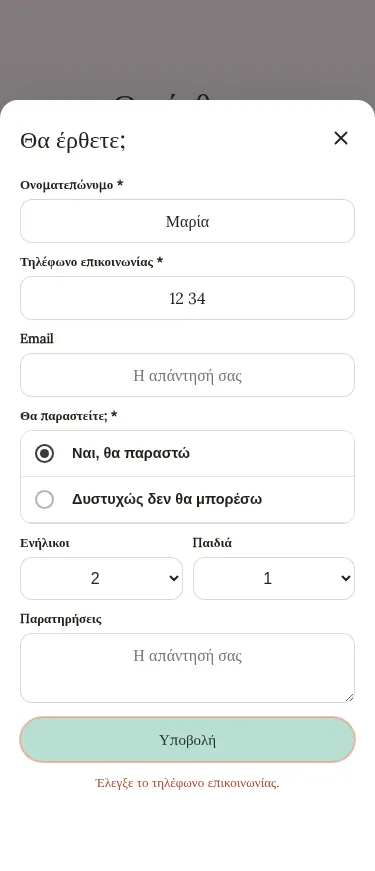 Θα έρθετε;
Ονοματεπώνυμο *
Μαρία
Τηλέφωνο επικοινωνίας *
12 34
Email
Η απάντησή σας
Θα παραστείτε; *
Ναι, θα παραστώ
Δυστυχώς δεν θα μπορέσω
Ενήλικοι Παιδιά
2 1
Παρατηρήσεις
Η απάντησή σας
Υποβολή
Έλεγξε το τηλέφωνο επικοινωνίας.